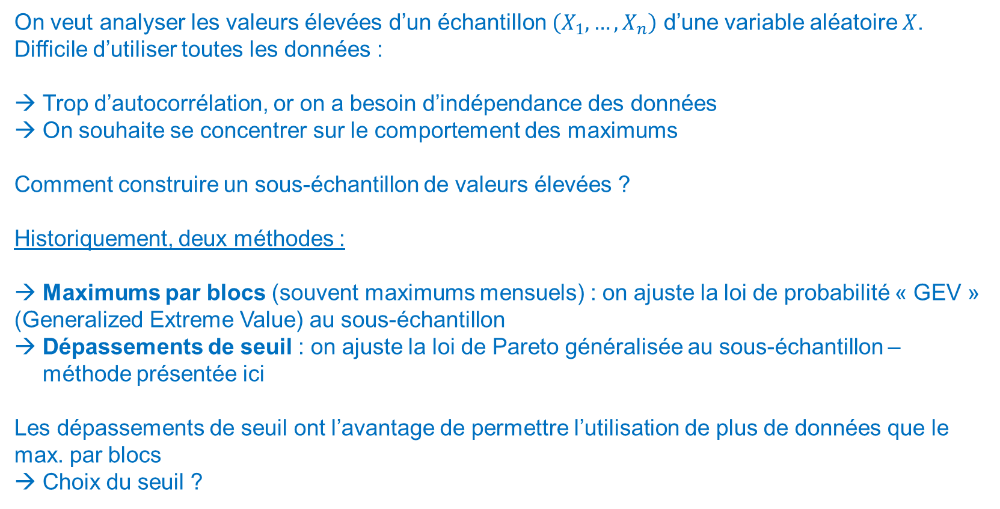 On veut analyser les valeurs élevées d’un échantillon (𝑋₁, … , 𝑋ₙ) d’une variable aléatoire 𝑋.
Difficile d’utiliser toutes les données :
→ Trop d’autocorrélation, or on a besoin d’indépendance des données
→ On souhaite se concentrer sur le comportement des maximums
Comment construire un sous-échantillon de valeurs élevées ?
Historiquement, deux méthodes :
→ Maximums par blocs (souvent maximums mensuels) : on ajuste la loi de probabilité « GEV »
(Generalized Extreme Value) au sous-échantillon
→ Dépassements de seuil : on ajuste la loi de Pareto généralisée au sous-échantillon –
méthode présentée ici
Les dépassements de seuil ont l’avantage de permettre l’utilisation de plus de données que le
max. par blocs
→ Choix du seuil ?